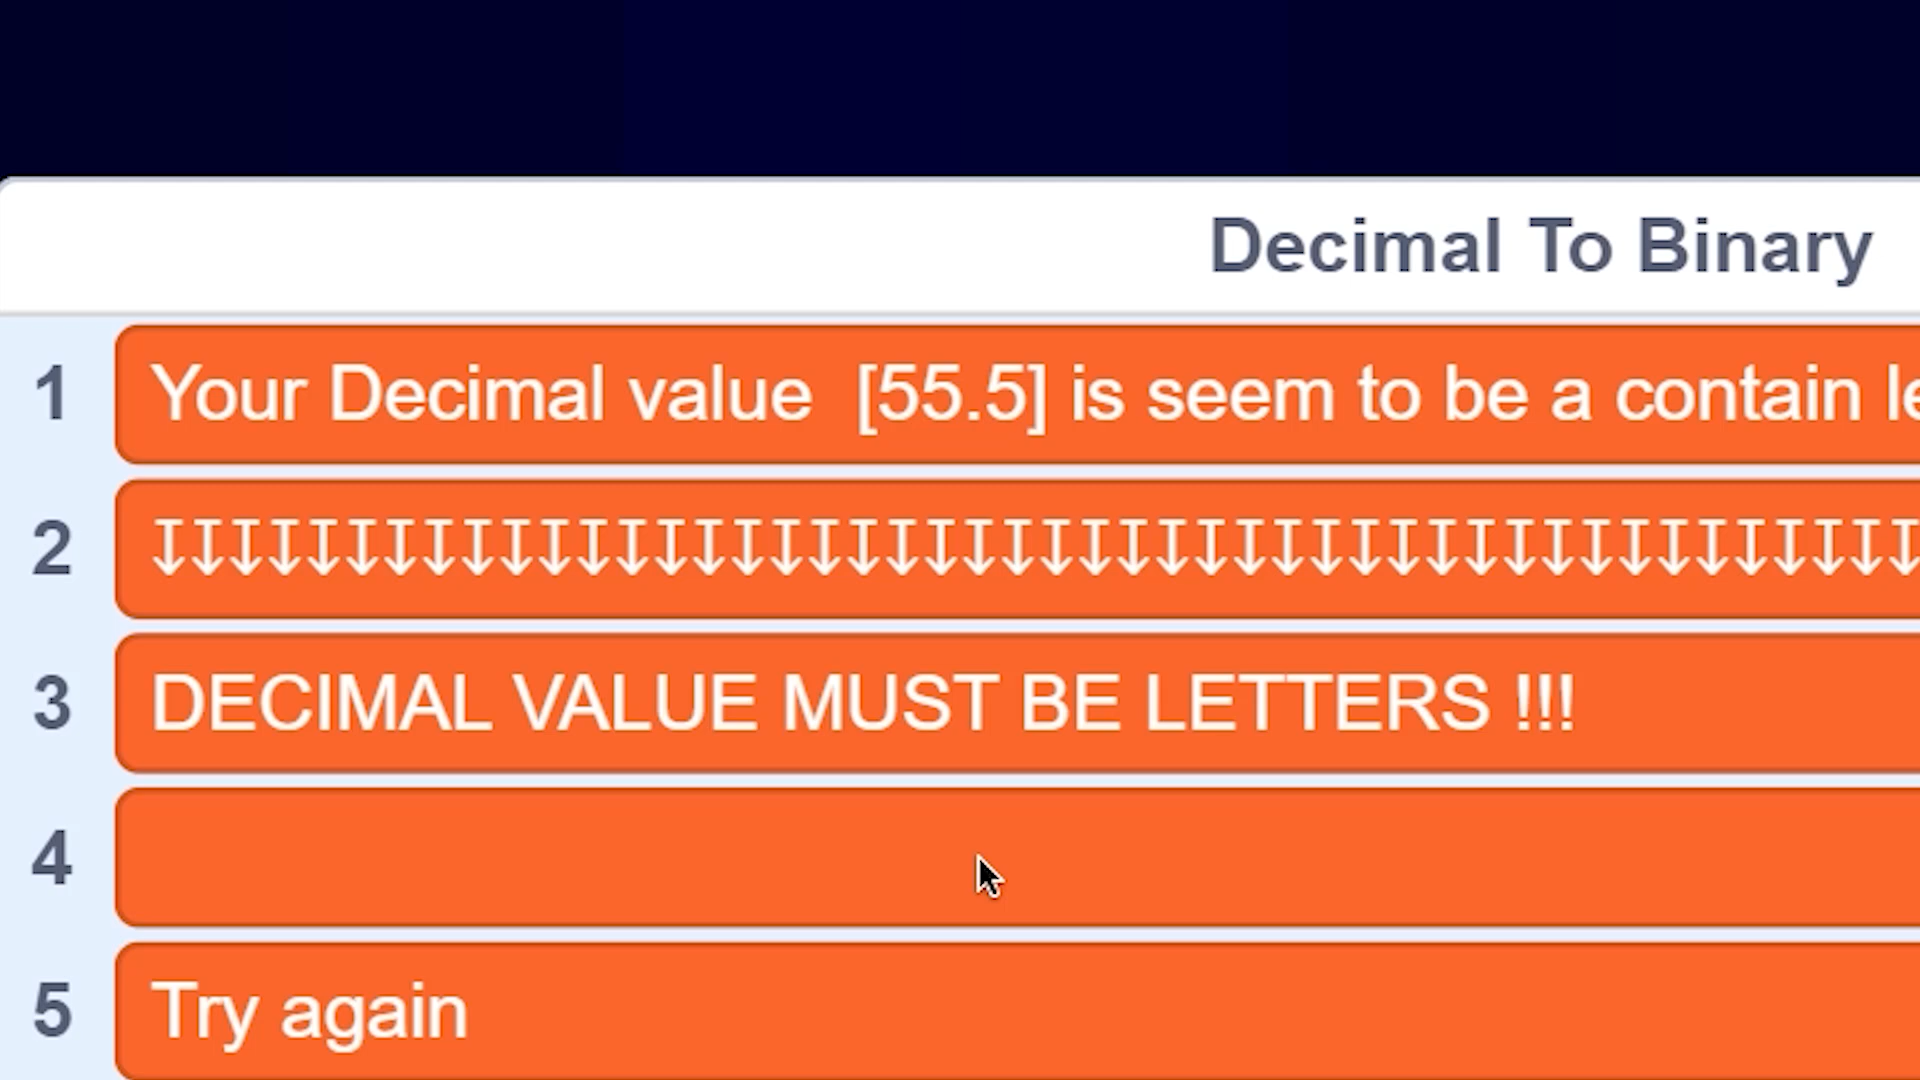 Decimal To Binary
1 Your Decimal value  [55.5] is seem to be a contain
2 ↧↧↧↧↧↧↧↧↧↧↧↧↧↧↧↧↧↧↧↧↧↧↧↧↧↧↧↧↧↧↧↧↧↧↧↧↧↧↧↧↧↧↧↧↧↧
3 DECIMAL VALUE MUST BE LETTERS !!!
4
5 Try again